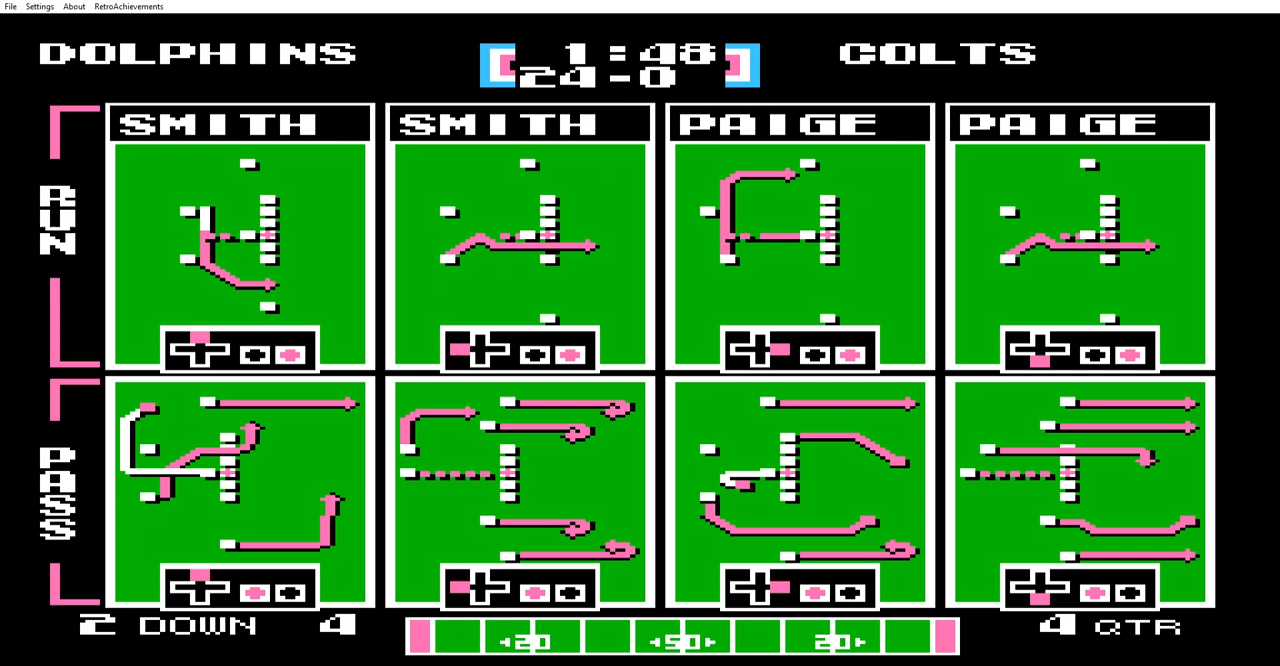 File Settings About RetroAchievements
DOLPHINS 1:48 COLTS
24-0
SMITH SMITH PAIGE PAIGE
RUN
PASS
2 DOWN 4 20 50 20 4 QTR